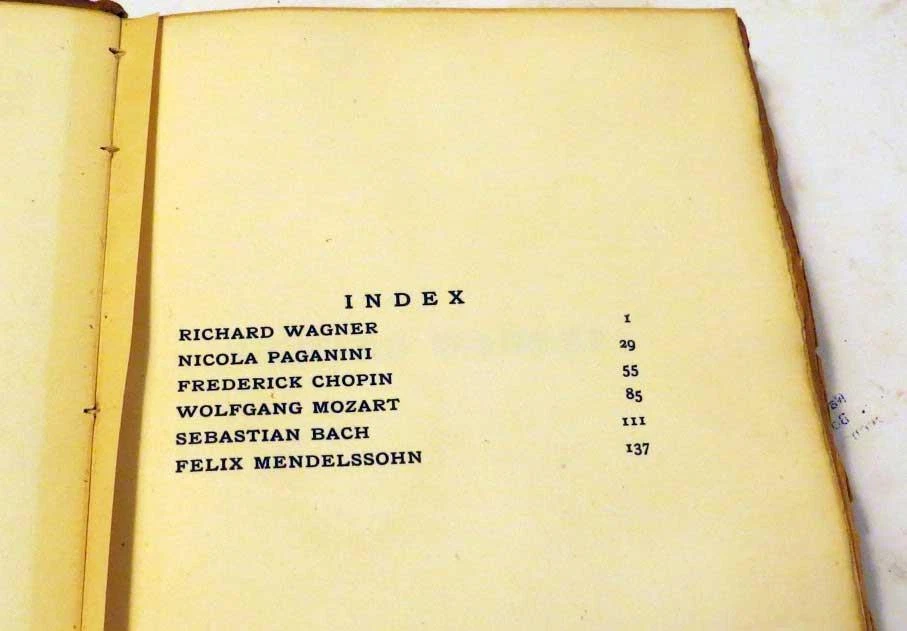 INDEX
RICHARD WAGNER 1
NICOLA PAGANINI 29
FREDERICK CHOPIN 55
WOLFGANG MOZART 85
SEBASTIAN BACH 111
FELIX MENDELSSOHN 137